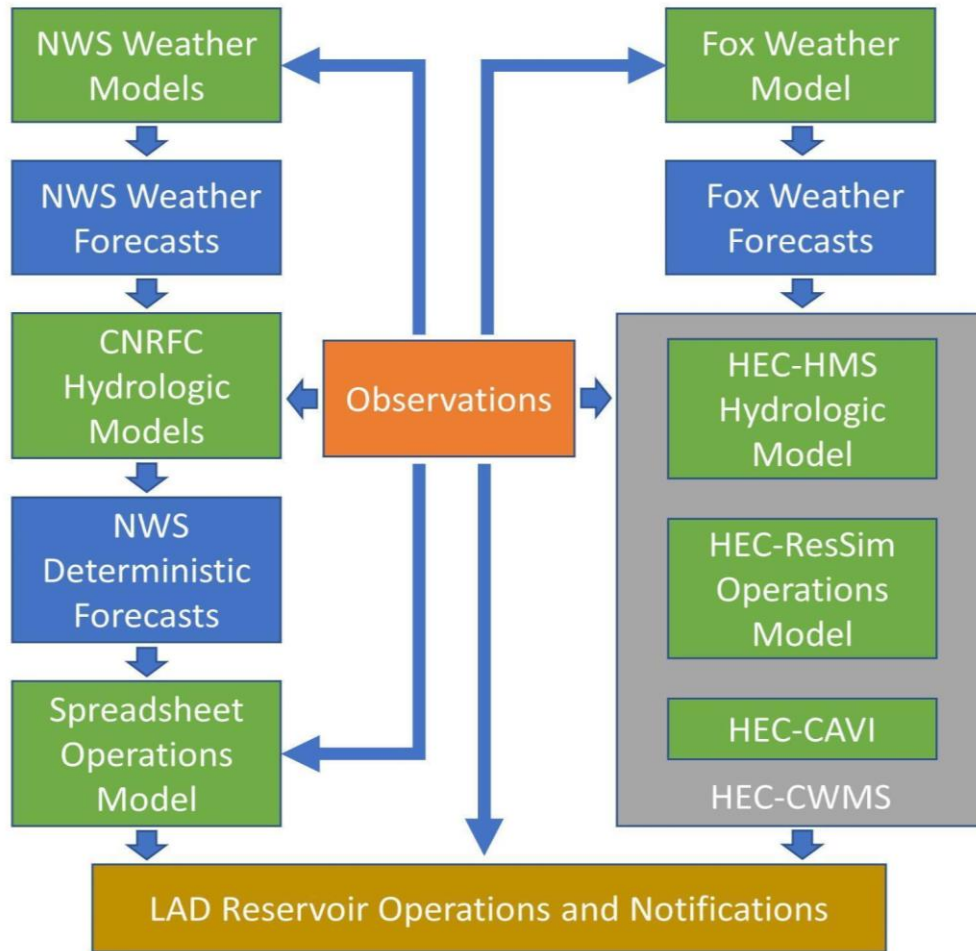 NWS Weather
Models
NWS Weather
Forecasts
CNRFC
Hydrologic
Models
NWS
Deterministic
Forecasts
Spreadsheet
Operations
Model
Observations
Fox Weather
Model
Fox Weather
Forecasts
HEC-HMS
Hydrologic
Model
HEC-ResSim
Operations
Model
HEC-CAVI
HEC-CWMS
LAD Reservoir Operations and Notifications